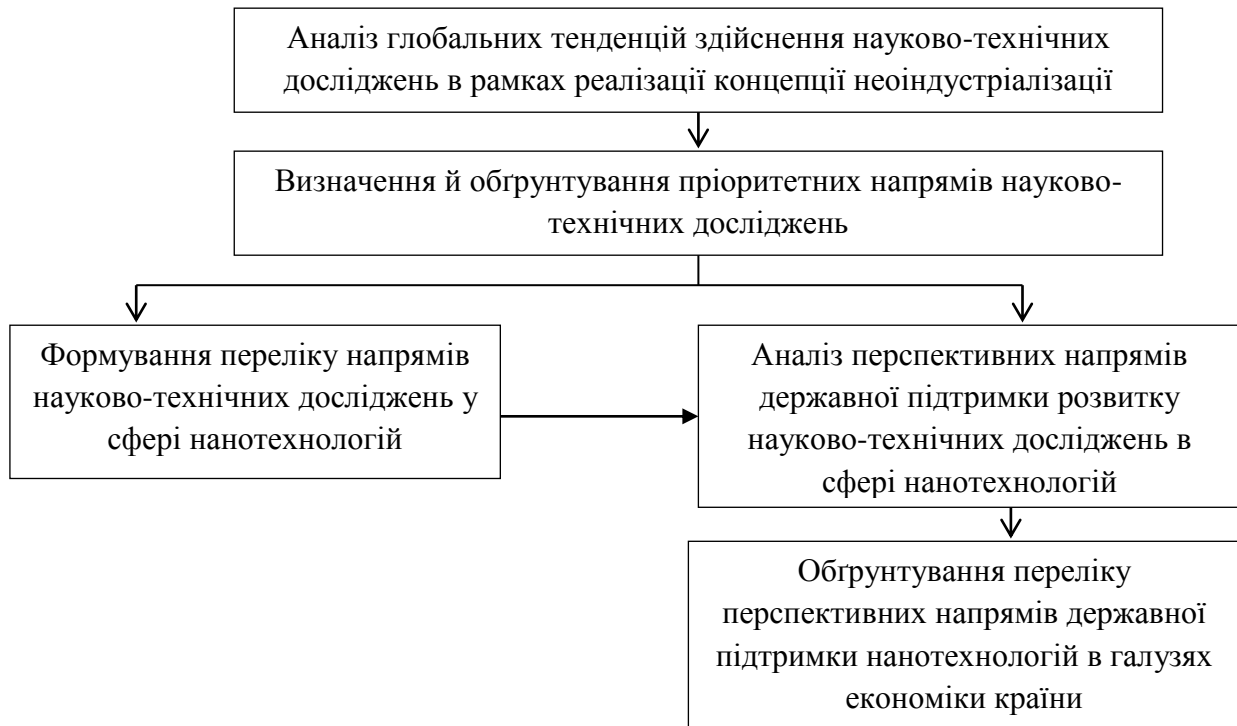 Аналіз глобальних тенденцій здійснення науково-технічних
досліджень в рамках реалізації концепції неоіндустріалізації
Визначення й обґрунтування пріоритетних напрямів науково-
технічних досліджень
Формування переліку напрямів
науково-технічних досліджень у
сфері нанотехнологій
Аналіз перспективних напрямів
державної підтримки розвитку
науково-технічних досліджень в
сфері нанотехнологій
Обґрунтування переліку
перспективних напрямів державної
підтримки нанотехнологій в галузях
економіки країни